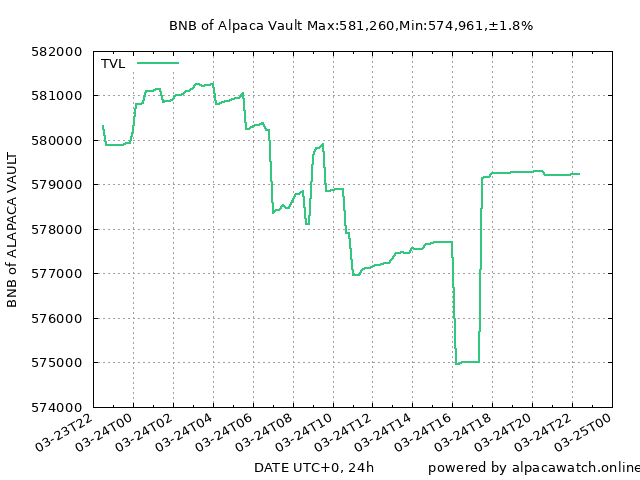 BNB of Alpaca Vault Max:581,260,Min:574,961,±1.8%
TVL
582000
581000
580000
579000
578000
577000
576000
575000
574000
BNB of ALAPACA VAULT
03-23T22
03-24T00
03-24T02
03-24T04
03-24T06
03-24T08
03-24T10
03-24T12
03-24T14
03-24T16
03-24T18
03-24T20
03-24T22
03-25T00
DATE UTC+0, 24h
powered by alpacawatch.online